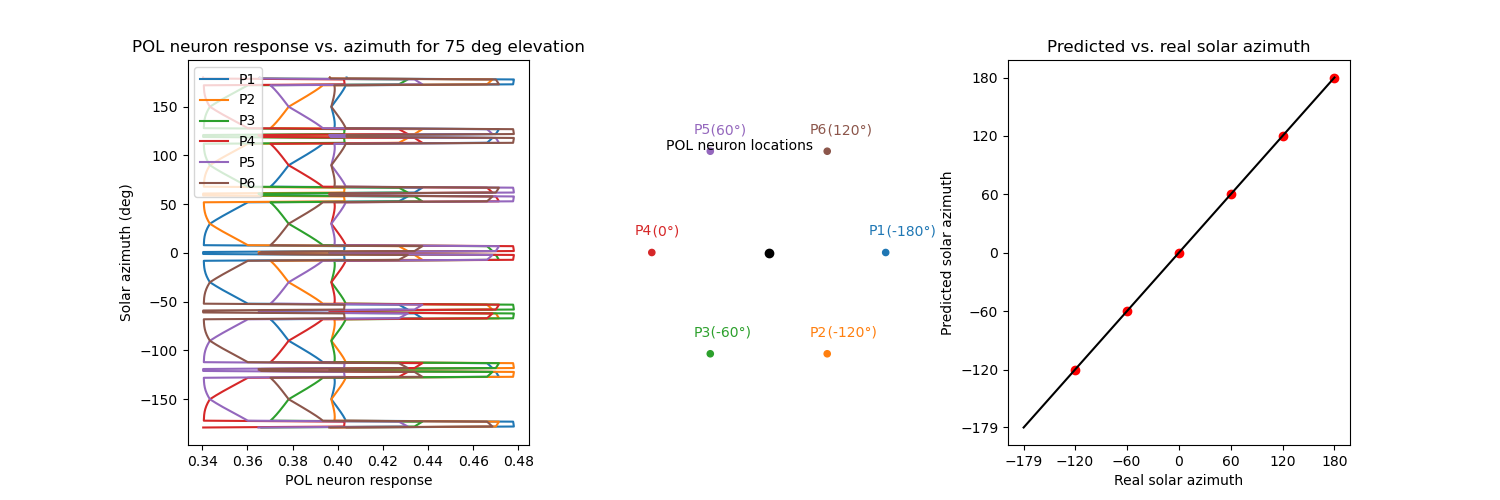 POL neuron response vs. azimuth for 75 deg elevation
P1
P2
P3
P4
P5
P6
150
100
50
0
−50
−100
−150
Solar azimuth (deg)
0.34 0.36 0.38 0.40 0.42 0.44 0.46 0.48
POL neuron response
P5(60°) P6(120°)
POL neuron locations
P4(0°) P1(-180°)
P3(-60°) P2(-120°)
Predicted vs. real solar azimuth
180
120
60
0
−60
−120
−179
Predicted solar azimuth
−179 −120 −60 0 60 120 180
Real solar azimuth